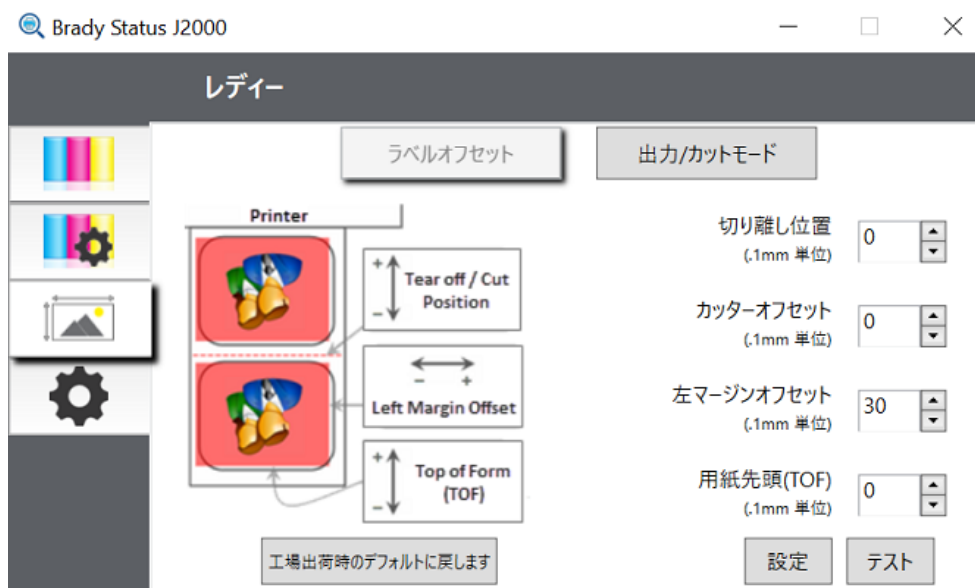 Brady Status J2000
レディー
ラベルオフセット
出力/カットモード
Printer
Tear off / Cut
Position
Left Margin Offset
Top of Form
(TOF)
切り離し位置
(.1mm 単位)
0
カッターオフセット
(.1mm 単位)
0
左マージンオフセット
(.1mm 単位)
30
用紙先頭(TOF)
(.1mm 単位)
0
工場出荷時のデフォルトに戻します
設定
テスト